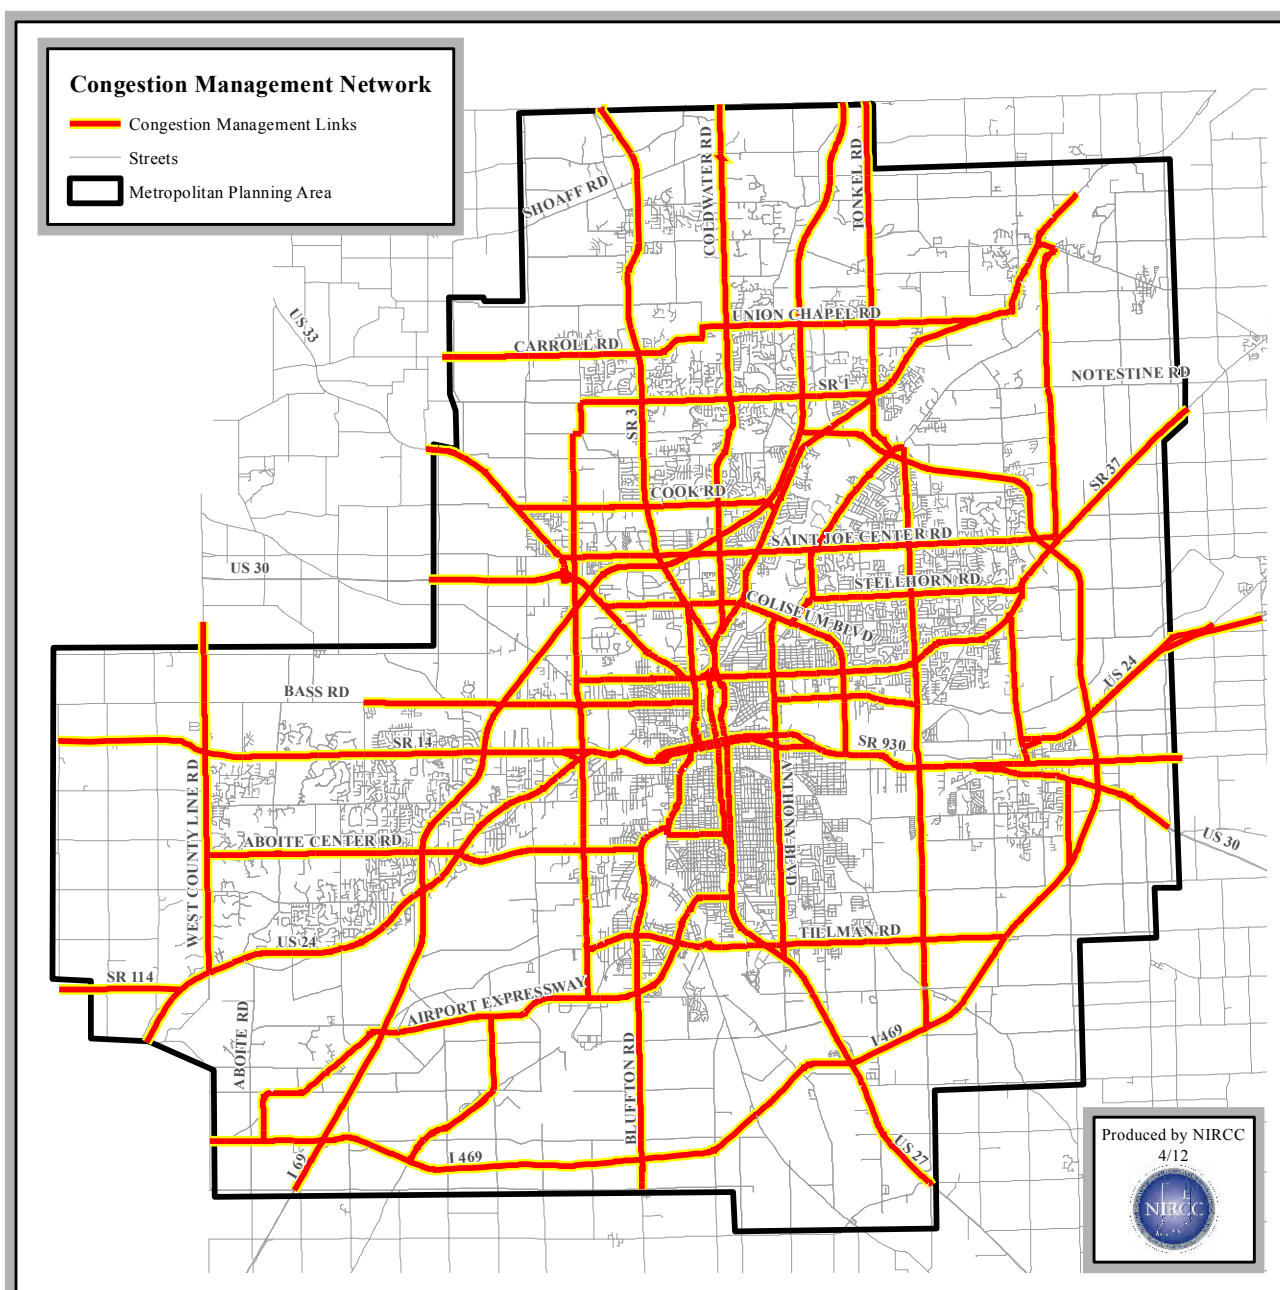 Congestion Management Network
Congestion Management Links
Streets
Metropolitan Planning Area
SHOAFF RD
COLDWATER RD
TONKEL RD
US 33
UNION CHAPEL RD
CARROLL RD
NOTESTINE RD
SR 1
SR 3
SR 37
COOK RD
SAINT JOE CENTER RD
US 30
STELLHORN RD
COLISEUM BLVD
US 24
BASS RD
SR 14
SR 930
WEST COUNTY LINE RD
ANTHONY BLVD
ABOITE CENTER RD
US 30
US 24
TILLMAN RD
SR 114
AIRPORT EXPRESSWAY
ABOITE RD
BLUFFTON RD
I 469
I 69
I 469
US 27
Produced by NIRCC
4/12
NIRCC